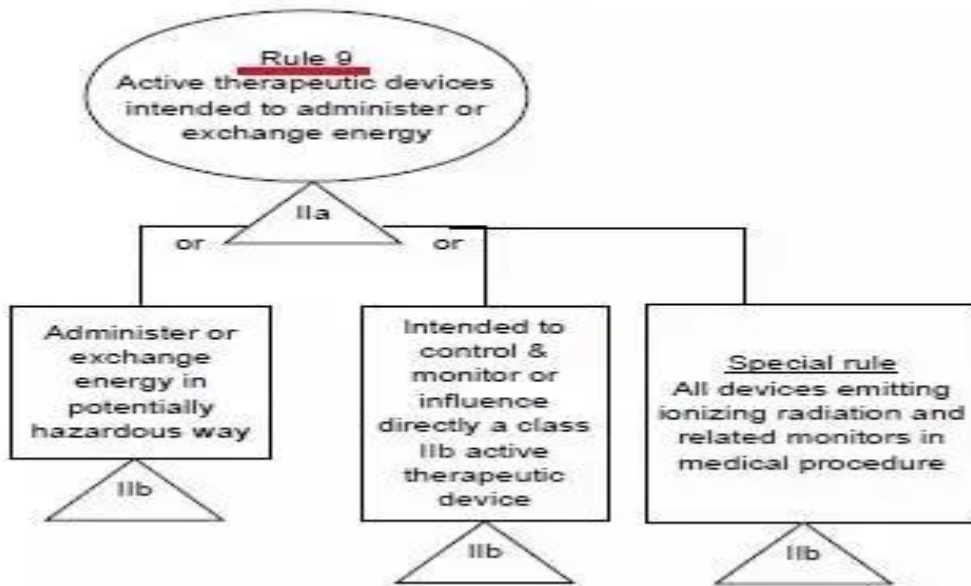 Rule 9
Active therapeutic devices
intended to administer or
exchange energy
IIa
or
or
Administer or
exchange
energy in
potentially
hazardous way
IIb
Intended to
control &
monitor or
influence
directly a class
IIb active
therapeutic
device
IIb
Special rule
All devices emitting
ionizing radiation and
related monitors in
medical procedure
IIb